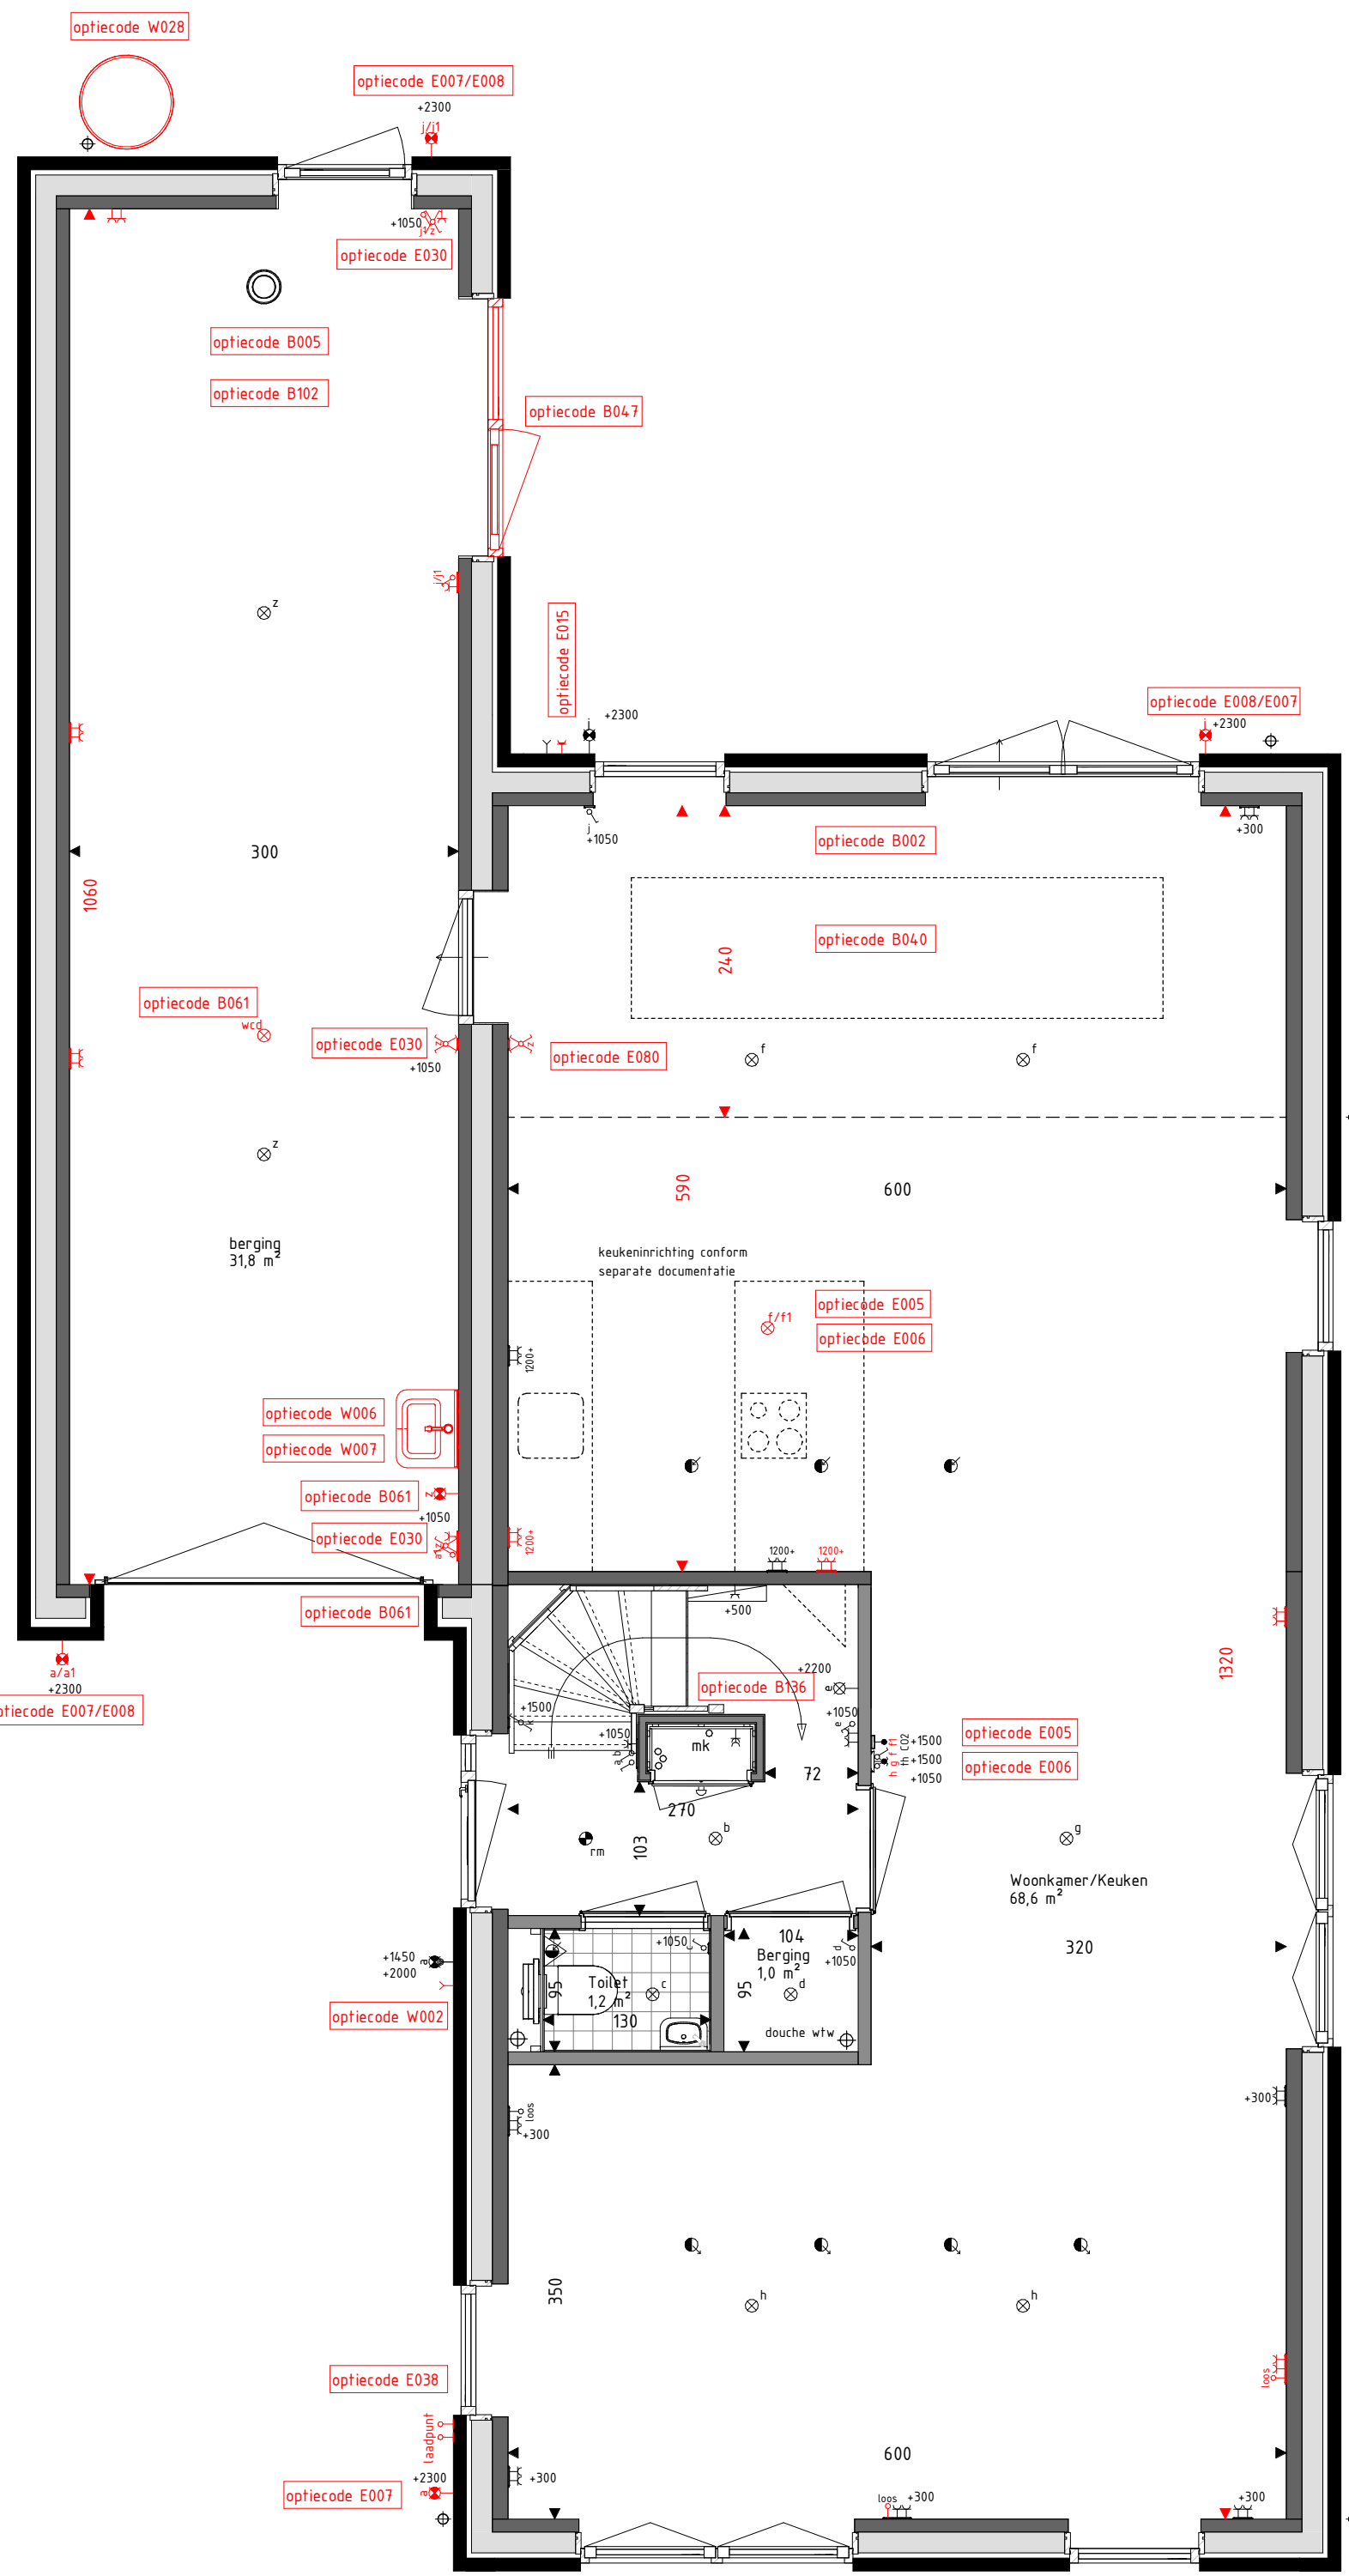 optiecode W028
optiecode E007/E008
+2300
j/j1
+1050
j1/z
optiecode E030
optiecode B005
optiecode B102
optiecode B047
j/j1
z
optiecode E015
j
+2300
optiecode E008/E007
j
+2300
j
+1050
+300
optiecode B002
300
1060
240
optiecode B040
optiecode B061
wcd
optiecode E030
z
+1050
z
optiecode E080
f
f
z
590
600
berging
31,8 m²
keukeninrichting conform
separate documentatie
optiecode E005
f/f1
optiecode E006
1200+
optiecode W006
optiecode W007
optiecode B061
z
+1050
optiecode E030
a1/z
1200+
1200+
1200+
optiecode B061
+500
1320
a/a1
+2300
optiecode E007/E008
+2200
optiecode B136
e
+1500
k
+1050
a b
mk
+1050
e
h g f f1
th CO2
+1500
+1500
+1050
optiecode E005
optiecode E006
72
270
103
rm
b
g
Woonkamer/Keuken
68,6 m²
+1450
+2000
a
optiecode W002
+1050
c
95
Toilet
1,2 m²
130
104
Berging
1,0 m²
d
+1050
95
d
douche wtw
320
loos
+300
+300
350
h
h
optiecode E038
laadpunt
loos
600
+2300
a
optiecode E007
+300
loos
+300
+300